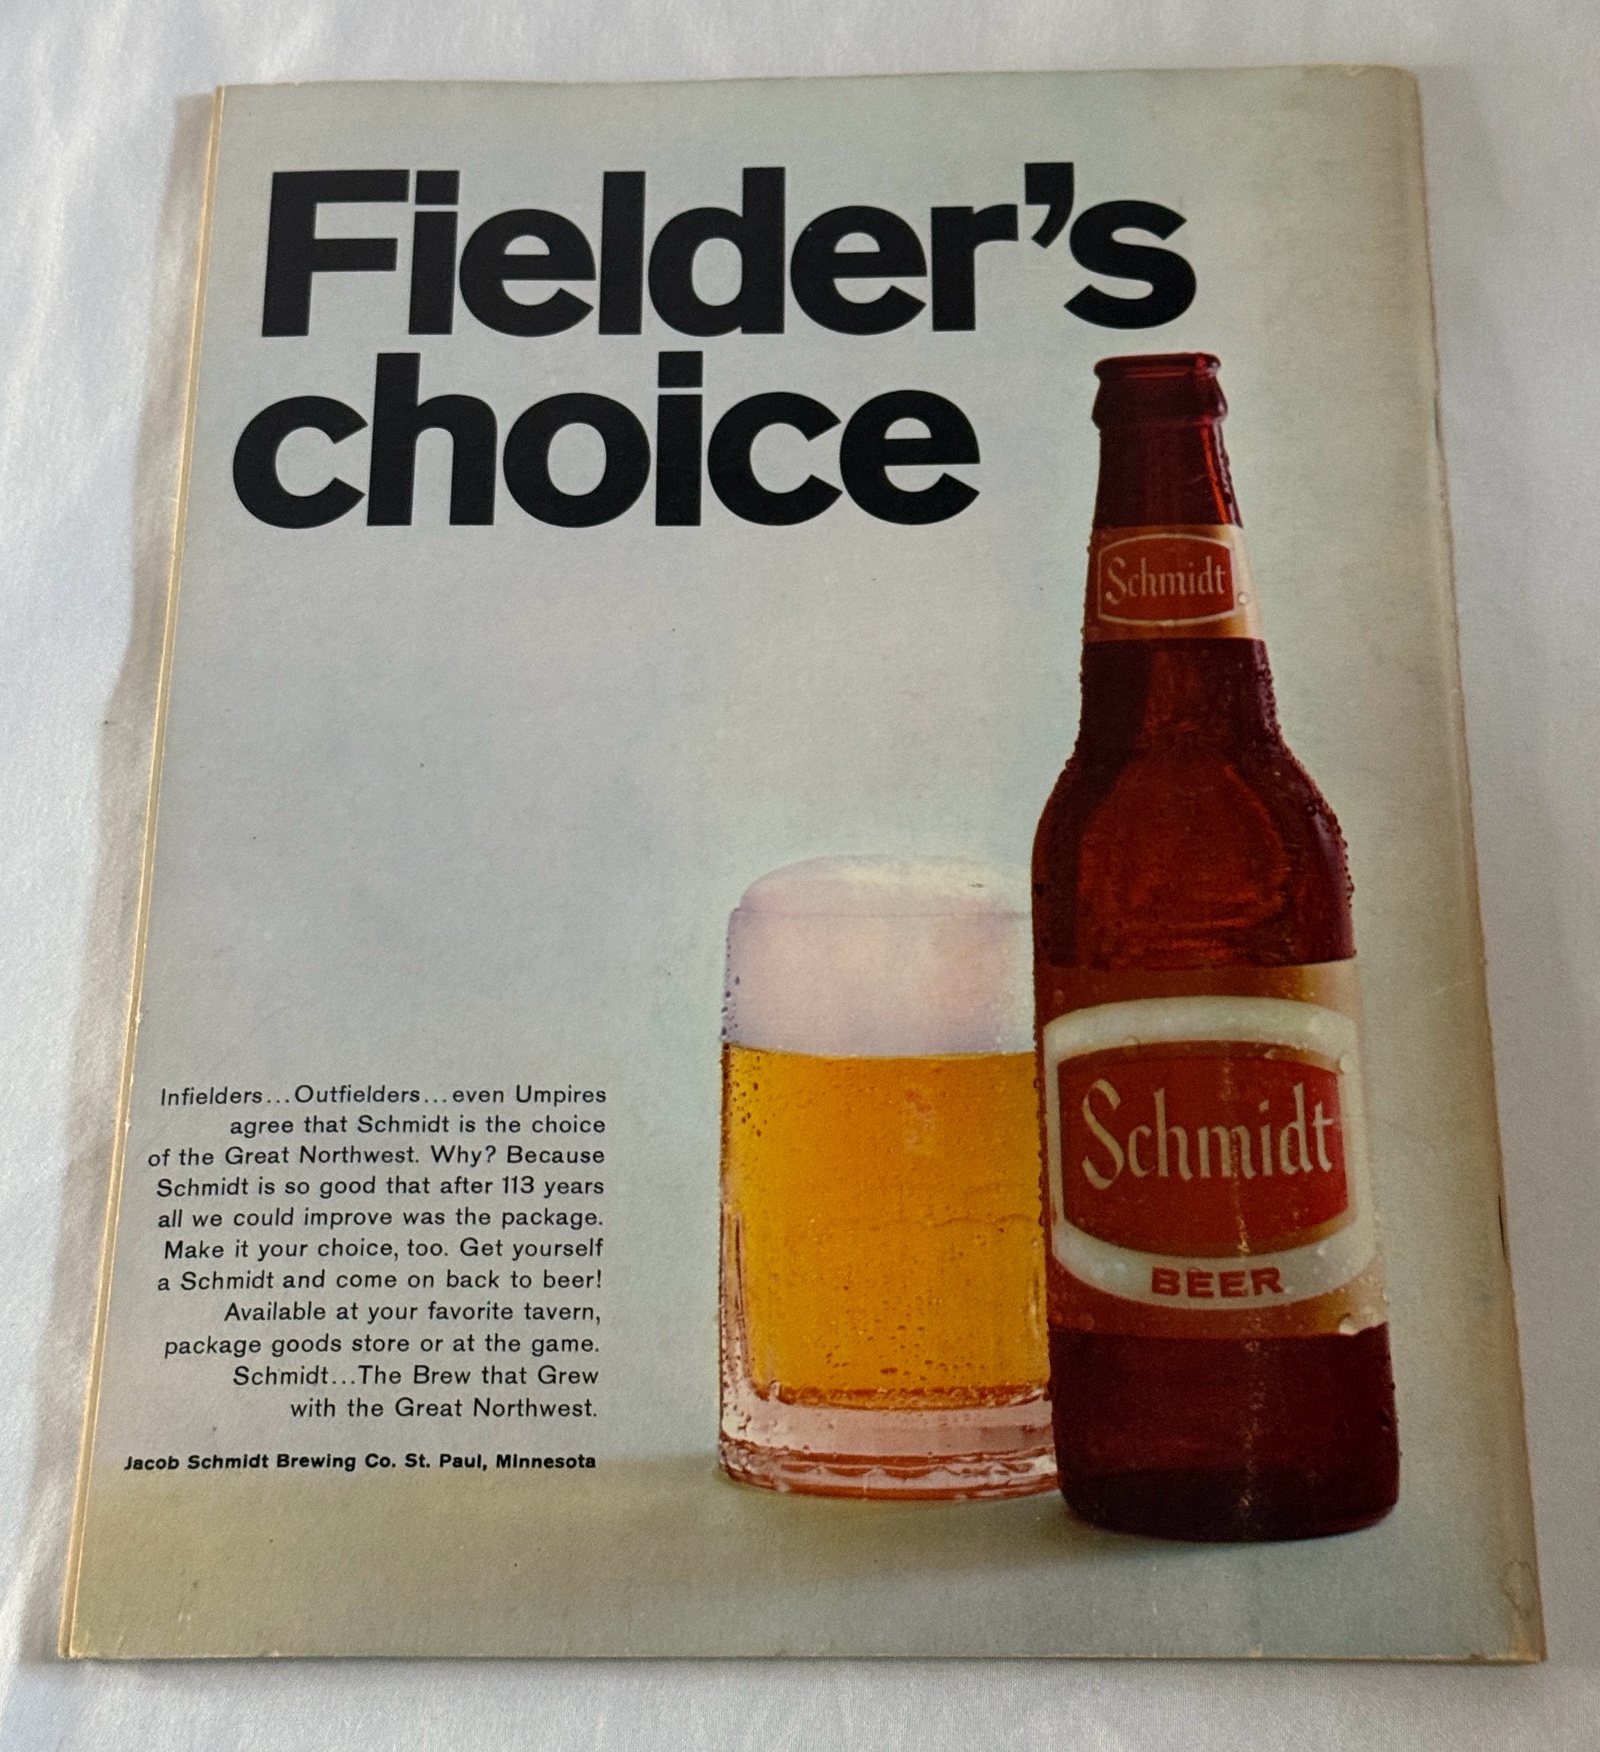 Fielder's
choice
Schmidt
Infielders...Outfielders...even Umpires
agree that Schmidt is the choice
of the Great Northwest. Why? Because
Schmidt is so good that after 113 years
all we could improve was the package.
Make it your choice, too. Get yourself
a Schmidt and come on back to beer!
Available at your favorite tavern,
package goods store or at the game.
Schmidt...The Brew that Grew
with the Great Northwest.
Jacob Schmidt Brewing Co. St. Paul, Minnesota
Schmidt
BEER